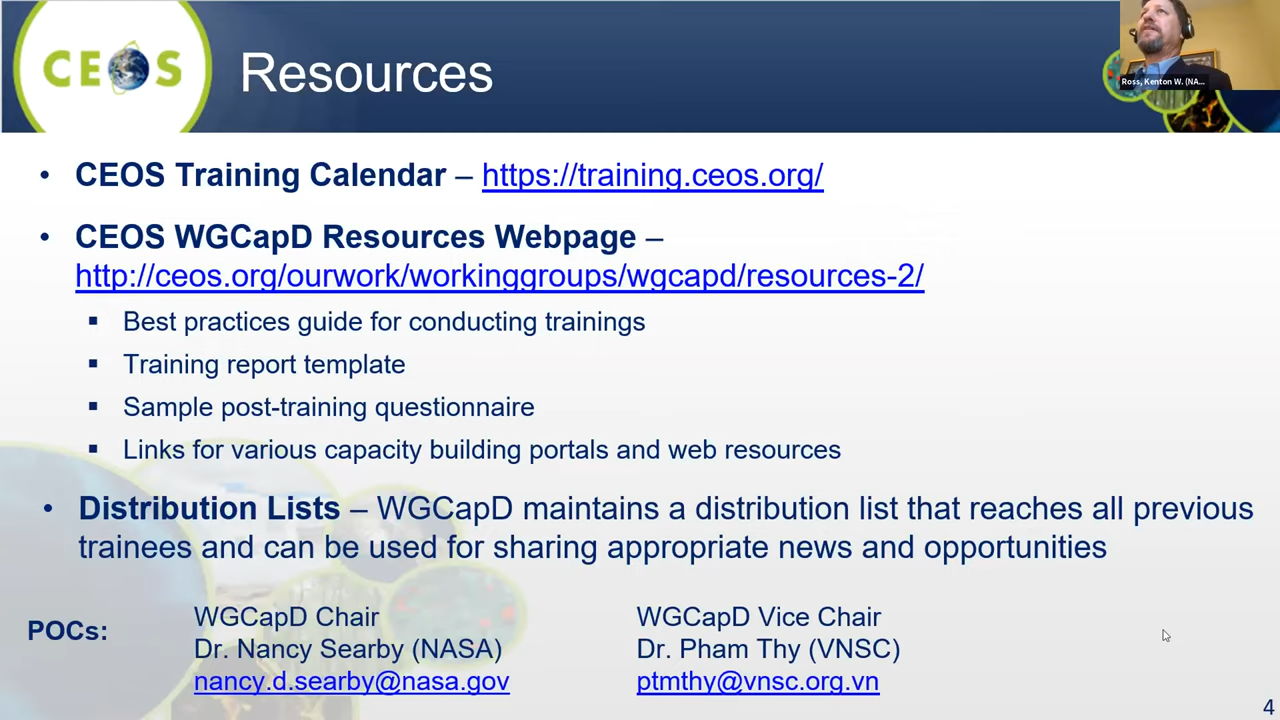 CEOS
Resources
Ross, Kenton W. (NA...
• CEOS Training Calendar – https://training.ceos.org/
• CEOS WGCapD Resources Webpage –
http://ceos.org/ourwork/workinggroups/wgcapd/resources-2/
▪ Best practices guide for conducting trainings
▪ Training report template
▪ Sample post-training questionnaire
▪ Links for various capacity building portals and web resources
• Distribution Lists – WGCapD maintains a distribution list that reaches all previous
trainees and can be used for sharing appropriate news and opportunities
POCs:
WGCapD Chair
Dr. Nancy Searby (NASA)
nancy.d.searby@nasa.gov
WGCapD Vice Chair
Dr. Pham Thy (VNSC)
ptmthy@vnsc.org.vn
4